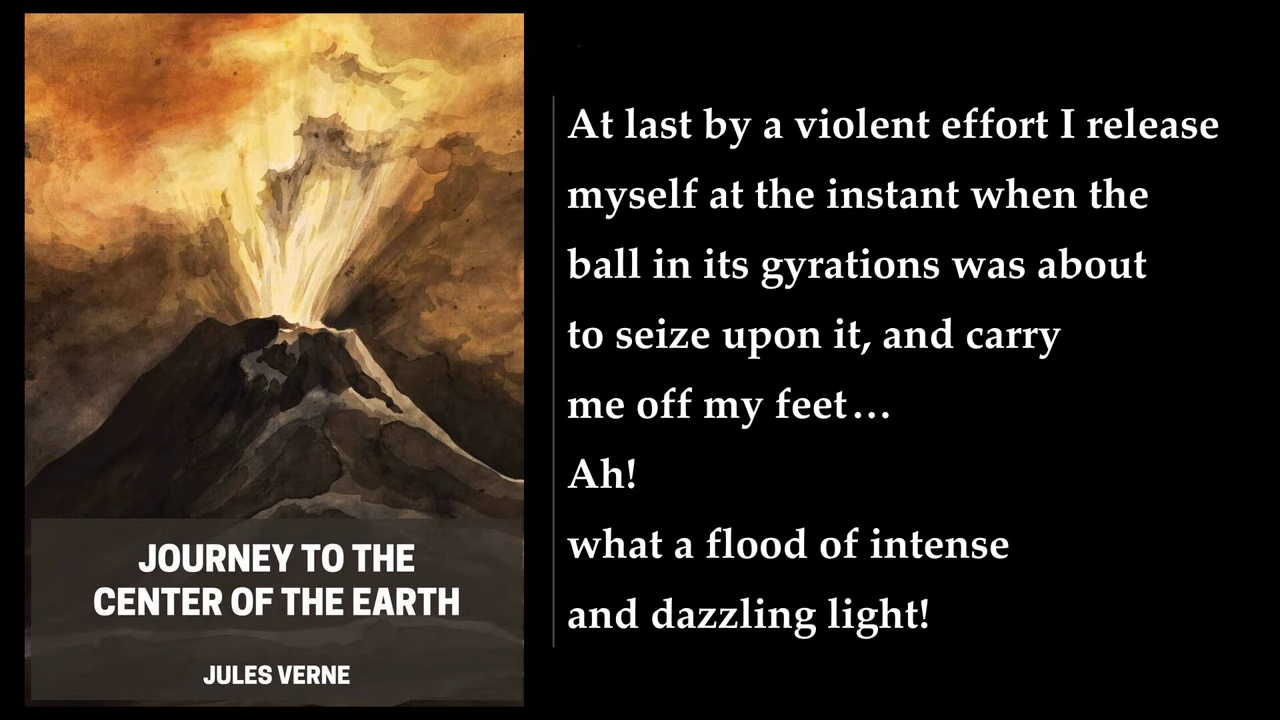 JOURNEY TO THE
CENTER OF THE EARTH
JULES VERNE
At last by a violent effort I release
myself at the instant when the
ball in its gyrations was about
to seize upon it, and carry
me off my feet…
Ah!
what a flood of intense
and dazzling light!